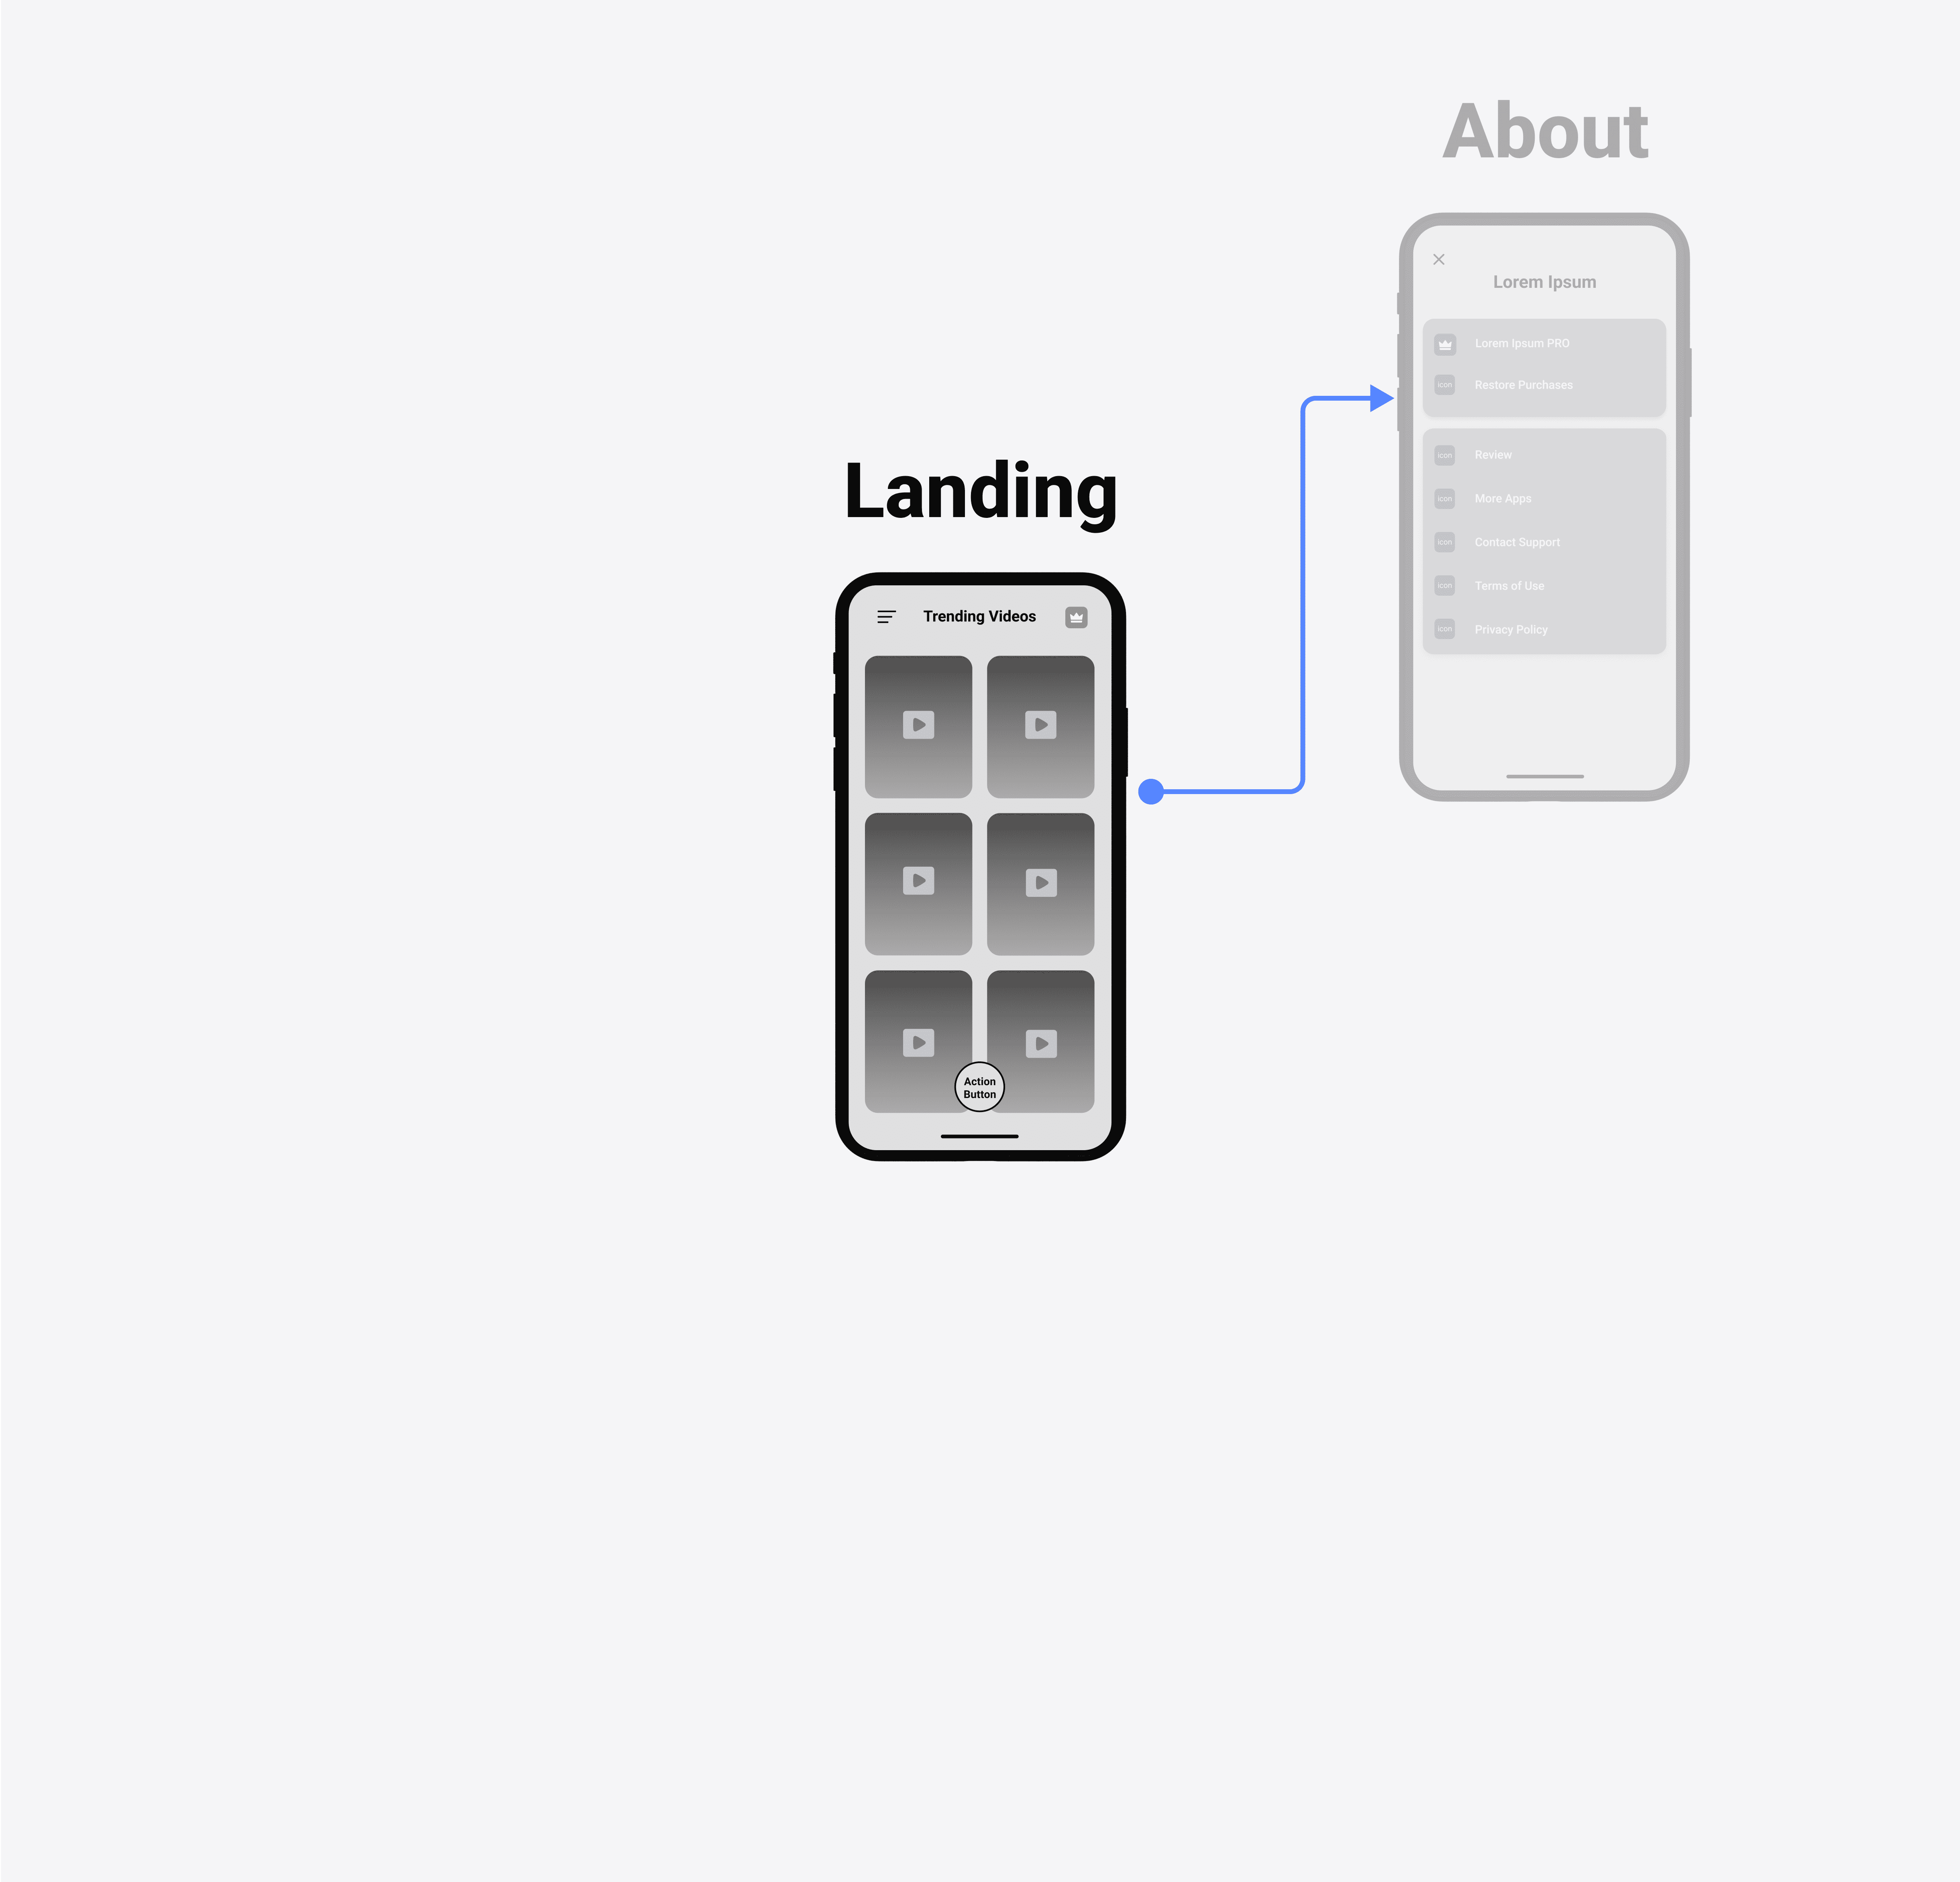 About
Lorem Ipsum
Lorem Ipsum PRO
icon Restore Purchases
icon Review
icon More Apps
icon Contact Support
icon Terms of Use
icon Privacy Policy
Landing
Trending Videos
Action
Button